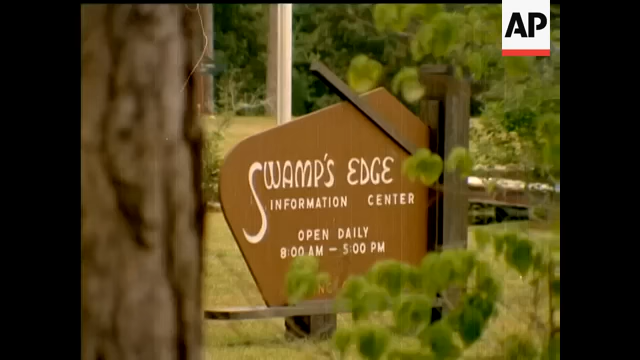 AP
SWAMP'S EDGE
INFORMATION CENTER
OPEN DAILY
8:00 AM – 5:00 PM